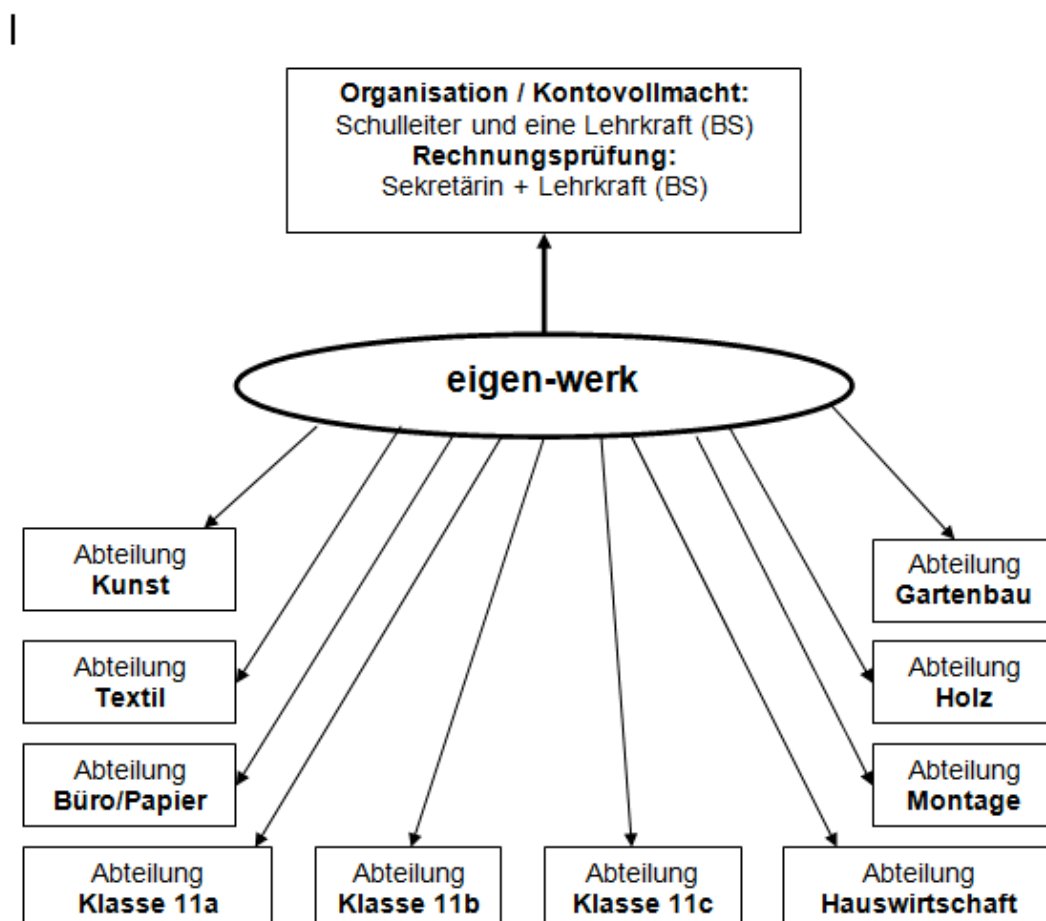 Organisation / Kontovollmacht:
Schulleiter und eine Lehrkraft (BS)
Rechnungsprüfung:
Sekretärin + Lehrkraft (BS)
eigen-werk
Abteilung
Kunst
Abteilung
Gartenbau
Abteilung
Textil
Abteilung
Holz
Abteilung
Büro/Papier
Abteilung
Montage
Abteilung
Klasse 11a
Abteilung
Klasse 11b
Abteilung
Klasse 11c
Abteilung
Hauswirtschaft